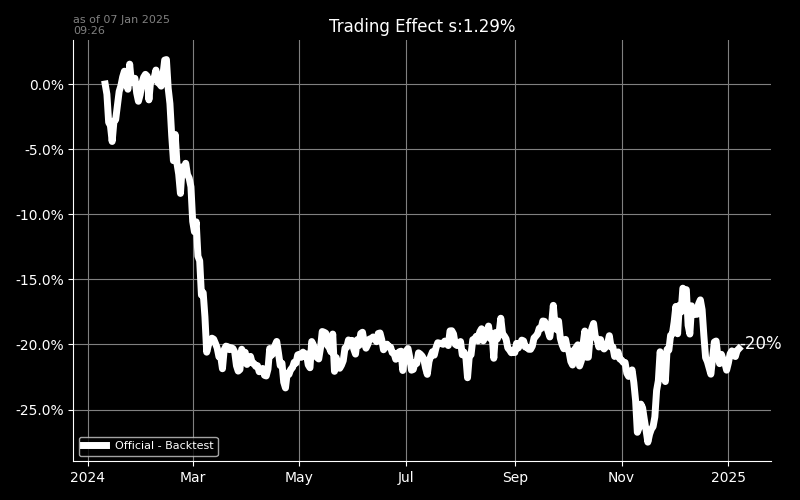 as of 07 Jan 2025
09:26
Trading Effect s:1.29%
0.0%
-5.0%
-10.0%
-15.0%
-20.0%
-25.0%
-20%
Official - Backtest
2024 Mar May Jul Sep Nov 2025